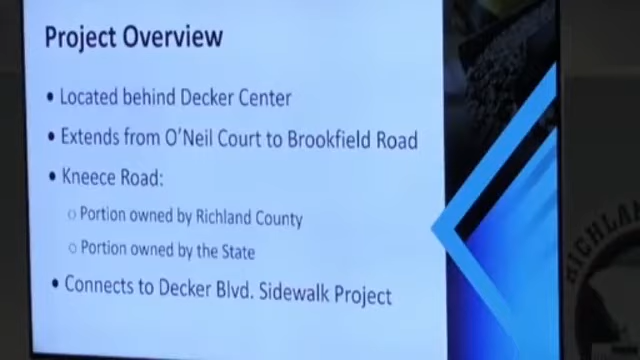 Project Overview
• Located behind Decker Center
• Extends from O'Neil Court to Brookfield Road
• Kneece Road:
○ Portion owned by Richland County
○ Portion owned by the State
• Connects to Decker Blvd. Sidewalk Project
RICHLAN